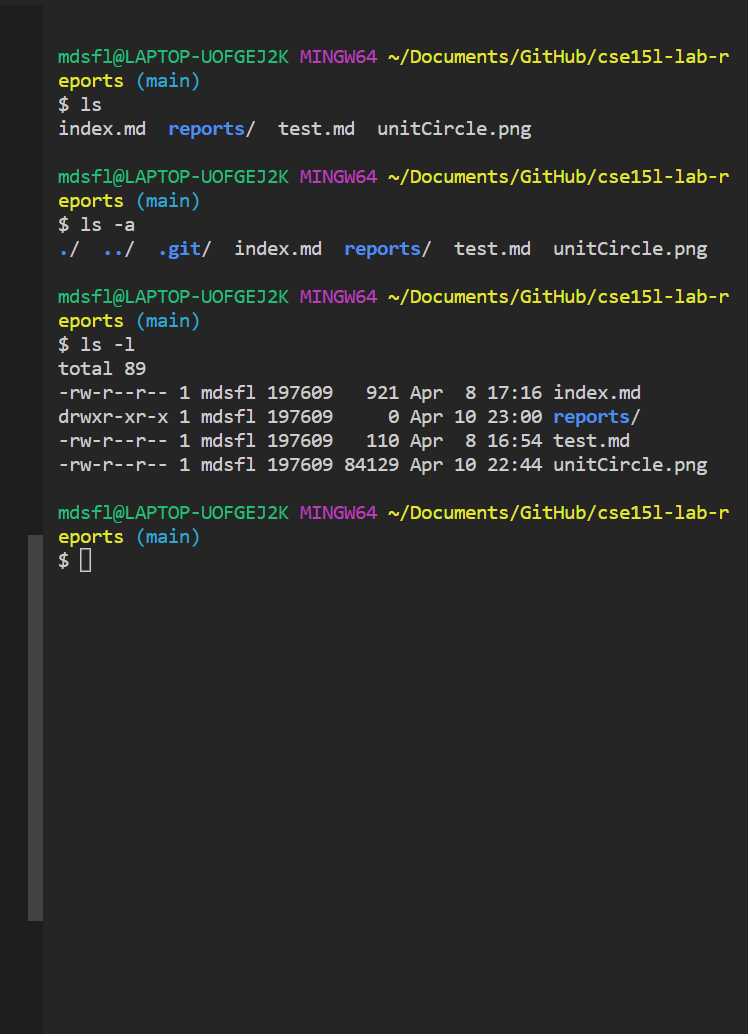 mdsfl@LAPTOP-UOFGEJ2K MINGW64 ~/Documents/GitHub/cse15l-lab-r
eports (main)
$ ls
index.md  reports/  test.md  unitCircle.png
mdsfl@LAPTOP-UOFGEJ2K MINGW64 ~/Documents/GitHub/cse15l-lab-r
eports (main)
$ ls -a
./  ../  .git/  index.md  reports/  test.md  unitCircle.png
mdsfl@LAPTOP-UOFGEJ2K MINGW64 ~/Documents/GitHub/cse15l-lab-r
eports (main)
$ ls -l
total 89
-rw-r--r-- 1 mdsfl 197609   921 Apr  8 17:16 index.md
drwxr-xr-x 1 mdsfl 197609     0 Apr 10 23:00 reports/
-rw-r--r-- 1 mdsfl 197609   110 Apr  8 16:54 test.md
-rw-r--r-- 1 mdsfl 197609 84129 Apr 10 22:44 unitCircle.png
mdsfl@LAPTOP-UOFGEJ2K MINGW64 ~/Documents/GitHub/cse15l-lab-r
eports (main)
$